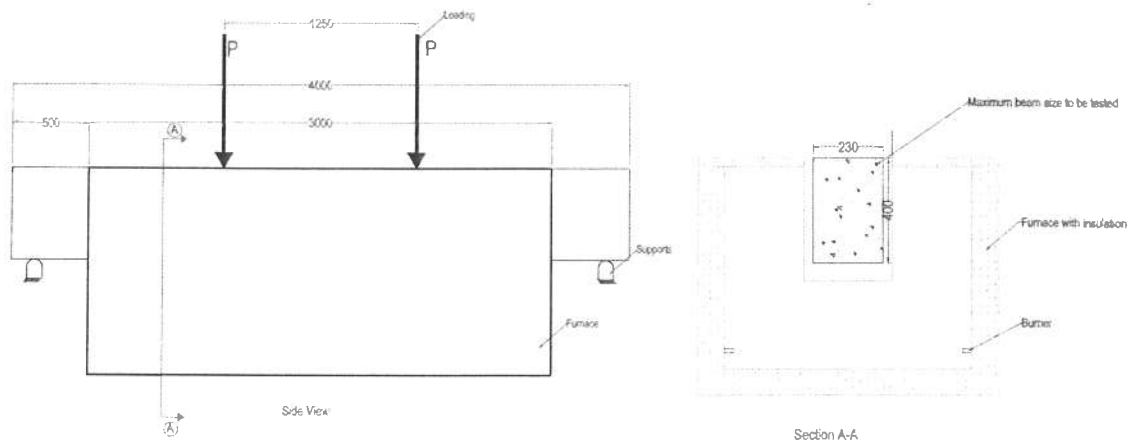 1250
Loading
P
P
4000
500
3000
A
Supports
Furnace
A
Side View
Maximum beam size to be tested
230
400
Furnace with insulation
Burner
Section A-A